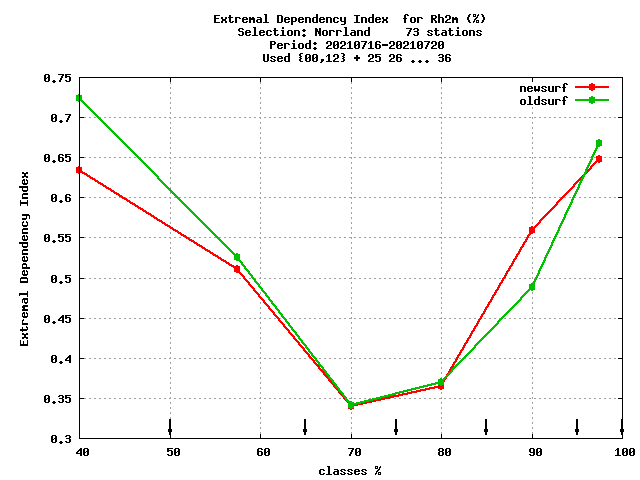 Extremal Dependency Index  for Rh2m (%)
Selection: Norrland     73 stations
Period: 20210716-20210720
Used {00,12} + 25 26 ... 36
newsurf
oldsurf
Extremal Dependency Index
0.75
0.7
0.65
0.6
0.55
0.5
0.45
0.4
0.35
0.3
40 50 60 70 80 90 100
classes %